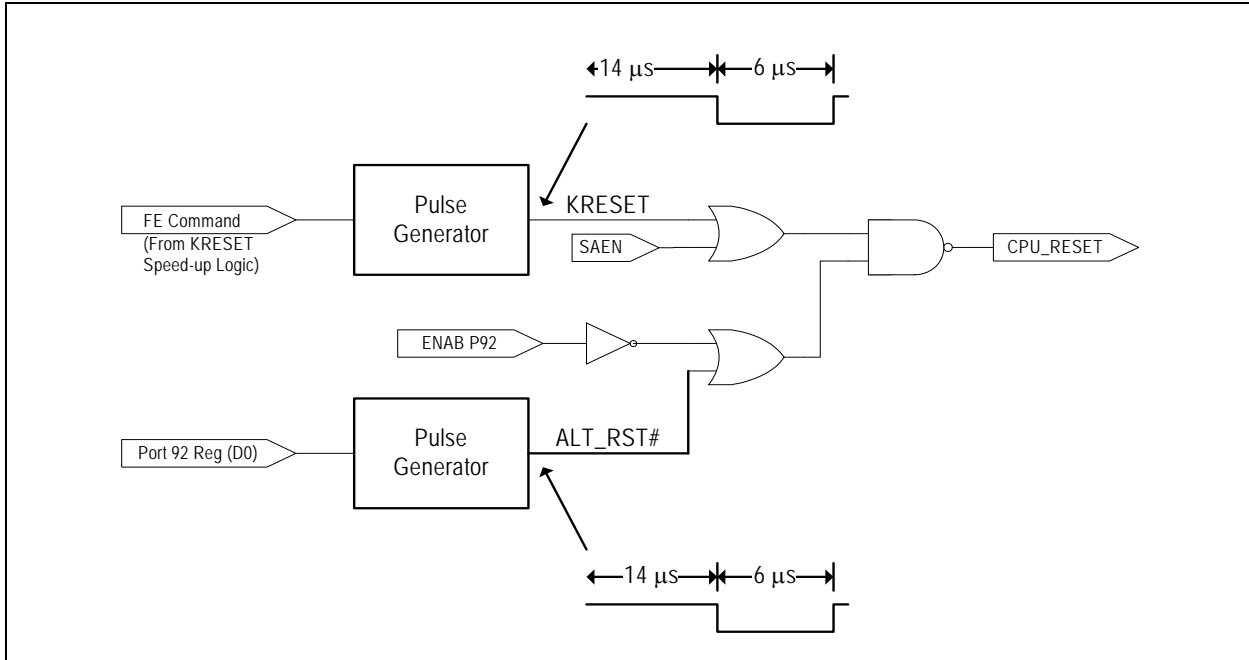 14 µs
6 µs
FE Command
(From KRESET
Speed-up Logic)
Pulse
Generator
KRESET
SAEN
CPU_RESET
ENAB P92
Port 92 Reg (D0)
Pulse
Generator
ALT_RST#
14 µs
6 µs